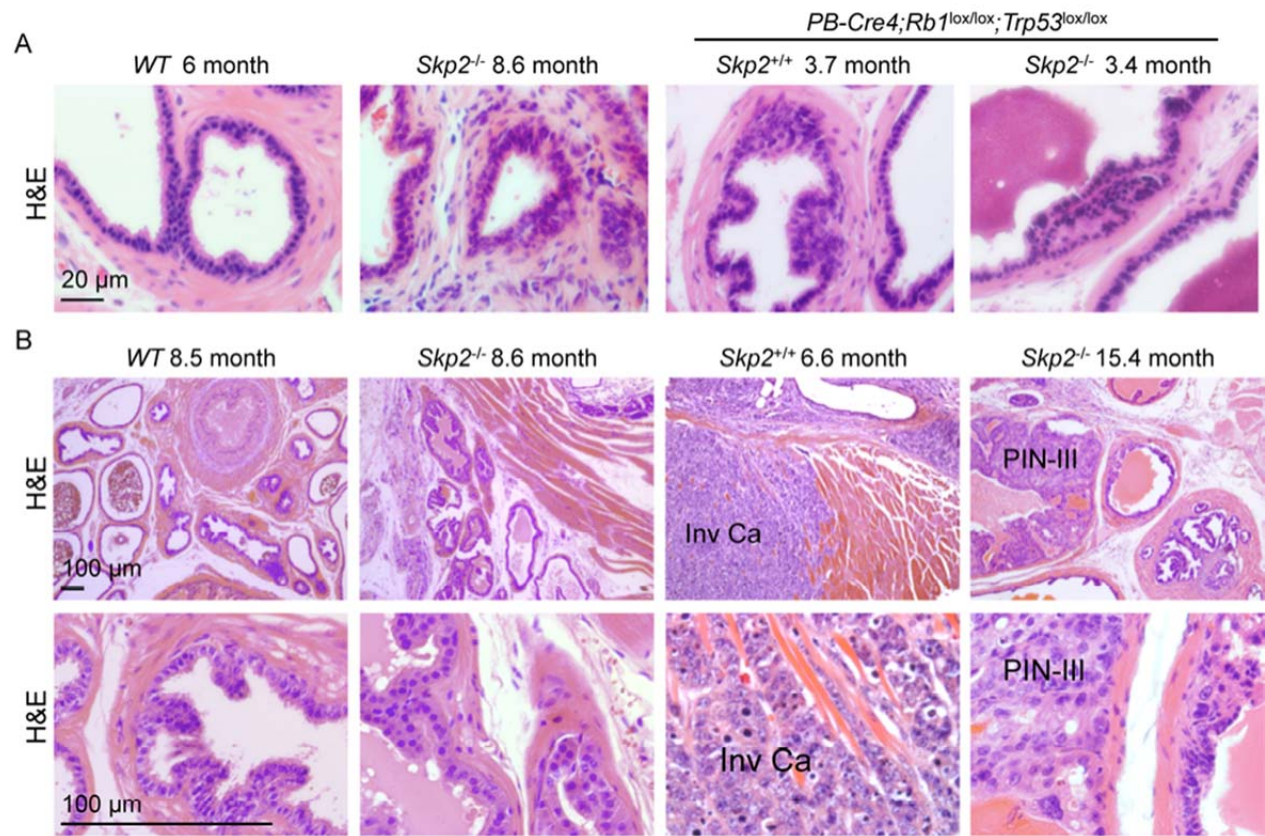 PB-Cre4;Rb1lox/lox;Trp53lox/lox
A
WT 6 month
Skp2-/- 8.6 month
Skp2+/+ 3.7 month
Skp2-/- 3.4 month
H&E
20 µm
B
WT 8.5 month
Skp2-/- 8.6 month
Skp2+/+ 6.6 month
Skp2-/- 15.4 month
H&E
100 µm
Inv Ca
PIN-III
H&E
100 µm
Inv Ca
PIN-III